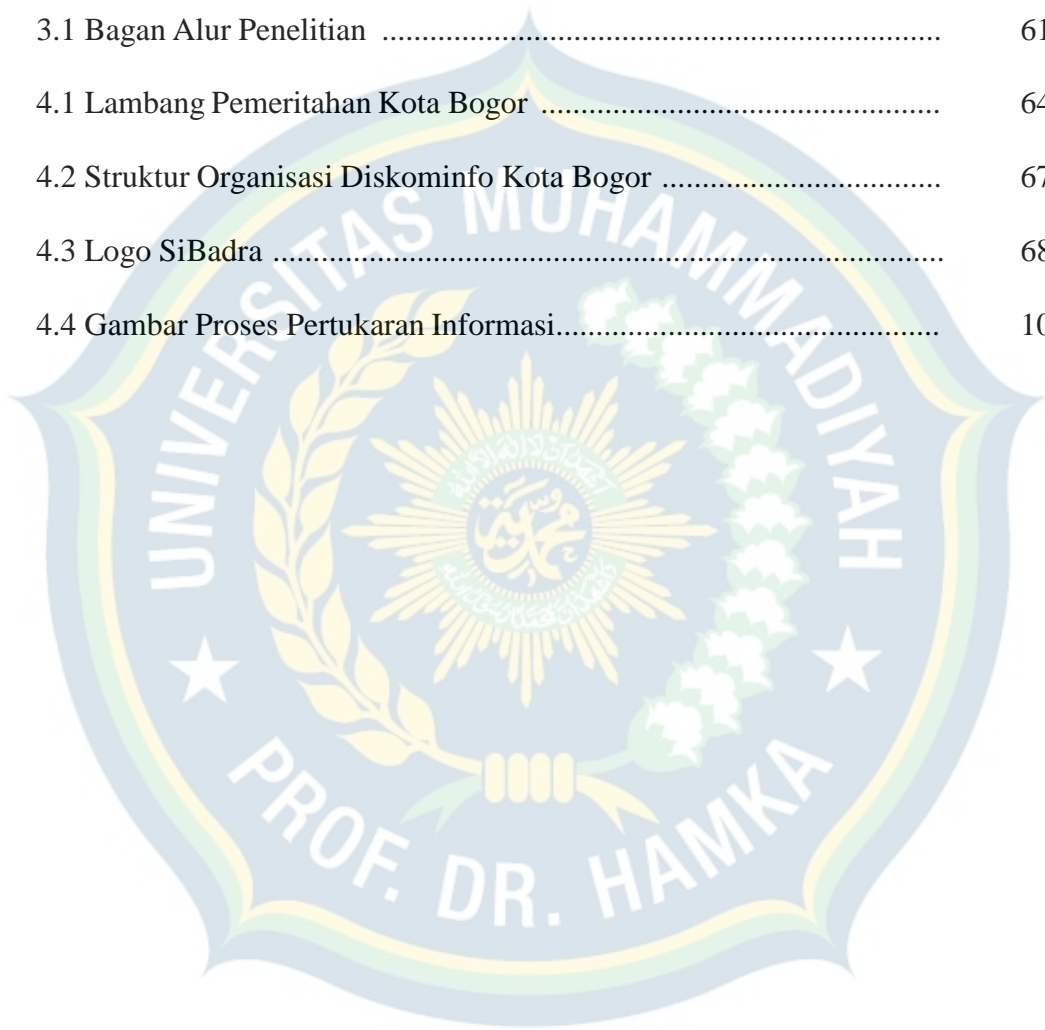 3.1 Bagan Alur Penelitian ........................................................................ 61
4.1 Lambang Pemeritahan Kota Bogor .................................................... 64
4.2 Struktur Organisasi Diskominfo Kota Bogor .................................... 67
4.3 Logo SiBadra ...................................................................................... 68
4.4 Gambar Proses Pertukaran Informasi................................................. 10
UNIVERSITAS MUHAMMADIYAH
PROF. DR. HAMKA